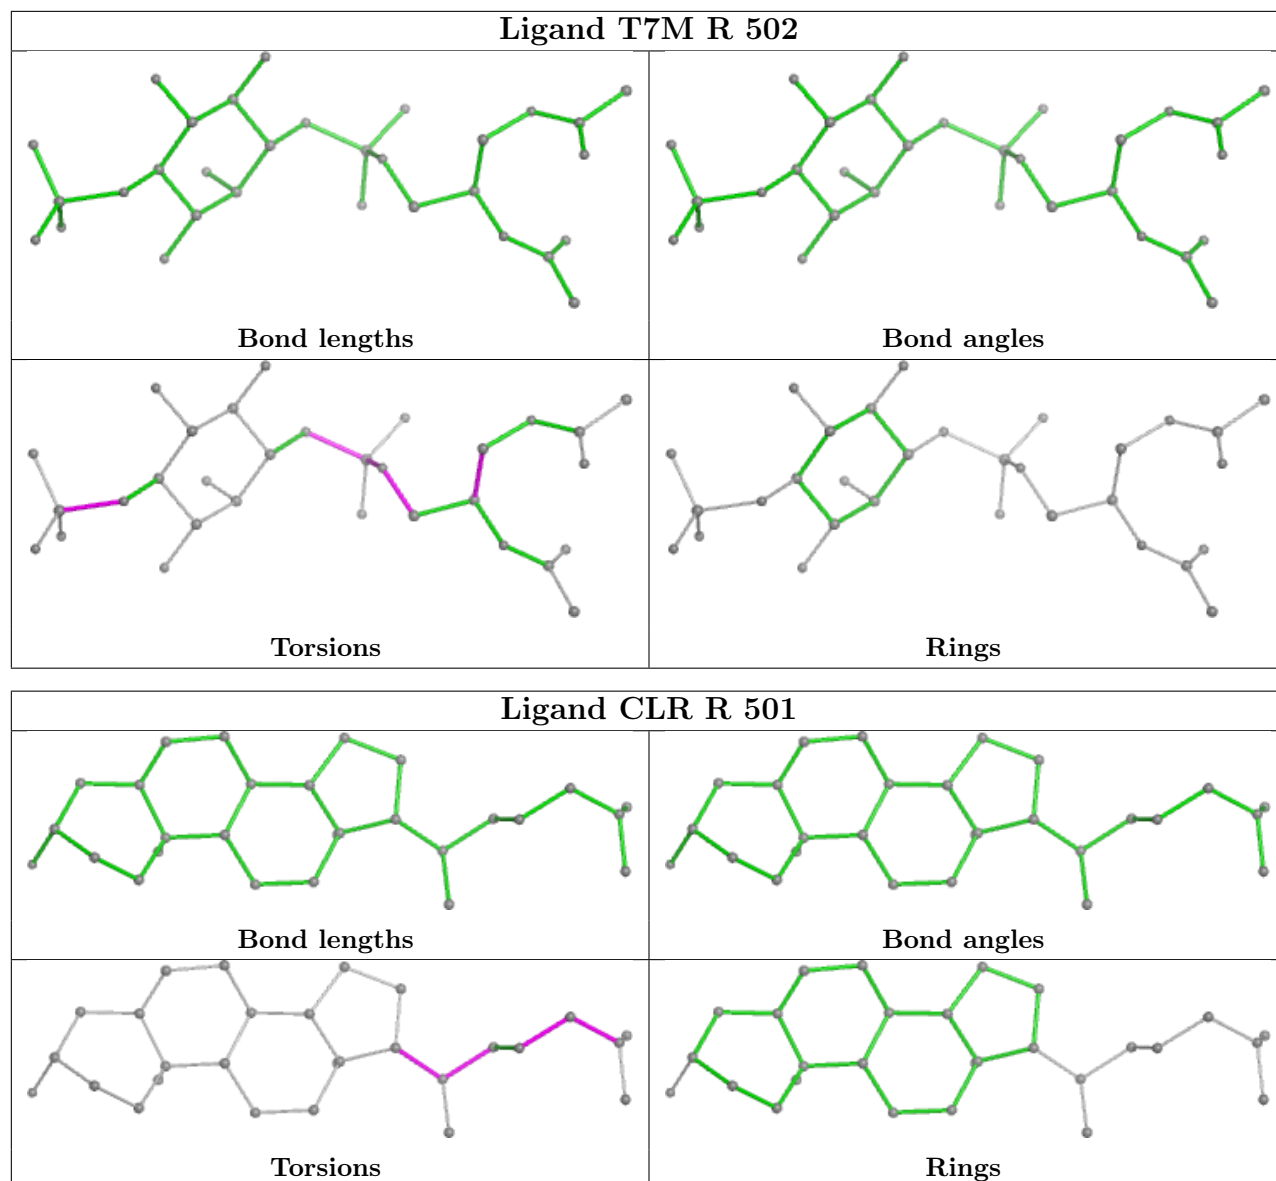 Ligand T7M R 502
Bond lengths
Bond angles
Torsions
Rings
Ligand CLR R 501
Bond lengths
Bond angles
Torsions
Rings